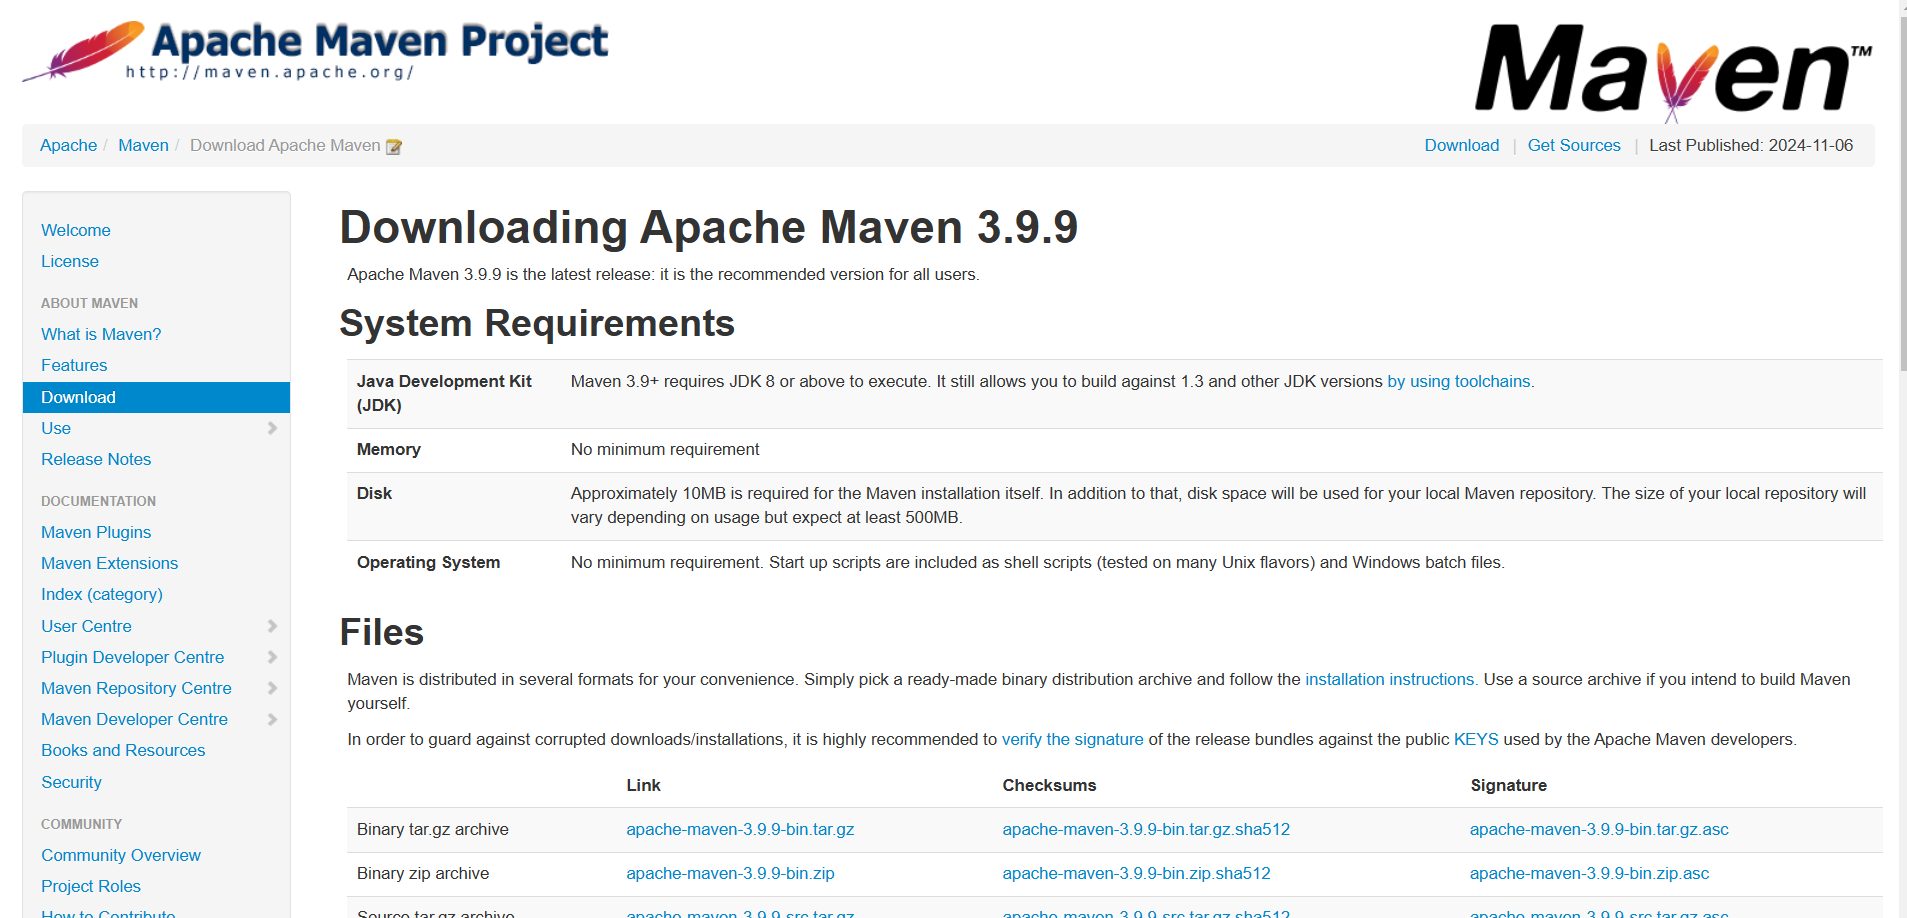 Apache Maven Project
http://maven.apache.org/
Maven™
Apache / Maven / Download Apache Maven
Download | Get Sources | Last Published: 2024-11-06
Welcome
License
ABOUT MAVEN
What is Maven?
Features
Download
Use
Release Notes
DOCUMENTATION
Maven Plugins
Maven Extensions
Index (category)
User Centre
Plugin Developer Centre
Maven Repository Centre
Maven Developer Centre
Books and Resources
Security
COMMUNITY
Community Overview
Project Roles
How to Contribute
Downloading Apache Maven 3.9.9
Apache Maven 3.9.9 is the latest release: it is the recommended version for all users.
System Requirements
Java Development Kit Maven 3.9+ requires JDK 8 or above to execute. It still allows you to build against 1.3 and other JDK versions by using toolchains.
(JDK)
Memory No minimum requirement
Disk Approximately 10MB is required for the Maven installation itself. In addition to that, disk space will be used for your local Maven repository. The size of your local repository will
vary depending on usage but expect at least 500MB.
Operating System No minimum requirement. Start up scripts are included as shell scripts (tested on many Unix flavors) and Windows batch files.
Files
Maven is distributed in several formats for your convenience. Simply pick a ready-made binary distribution archive and follow the installation instructions. Use a source archive if you intend to build Maven
yourself.
In order to guard against corrupted downloads/installations, it is highly recommended to verify the signature of the release bundles against the public KEYS used by the Apache Maven developers.
Link Checksums Signature
Binary tar.gz archive apache-maven-3.9.9-bin.tar.gz apache-maven-3.9.9-bin.tar.gz.sha512 apache-maven-3.9.9-bin.tar.gz.asc
Binary zip archive apache-maven-3.9.9-bin.zip apache-maven-3.9.9-bin.zip.sha512 apache-maven-3.9.9-bin.zip.asc
Source tar.gz archive apache-maven-3.9.9-src.tar.gz apache-maven-3.9.9-src.tar.gz.sha512 apache-maven-3.9.9-src.tar.gz.asc